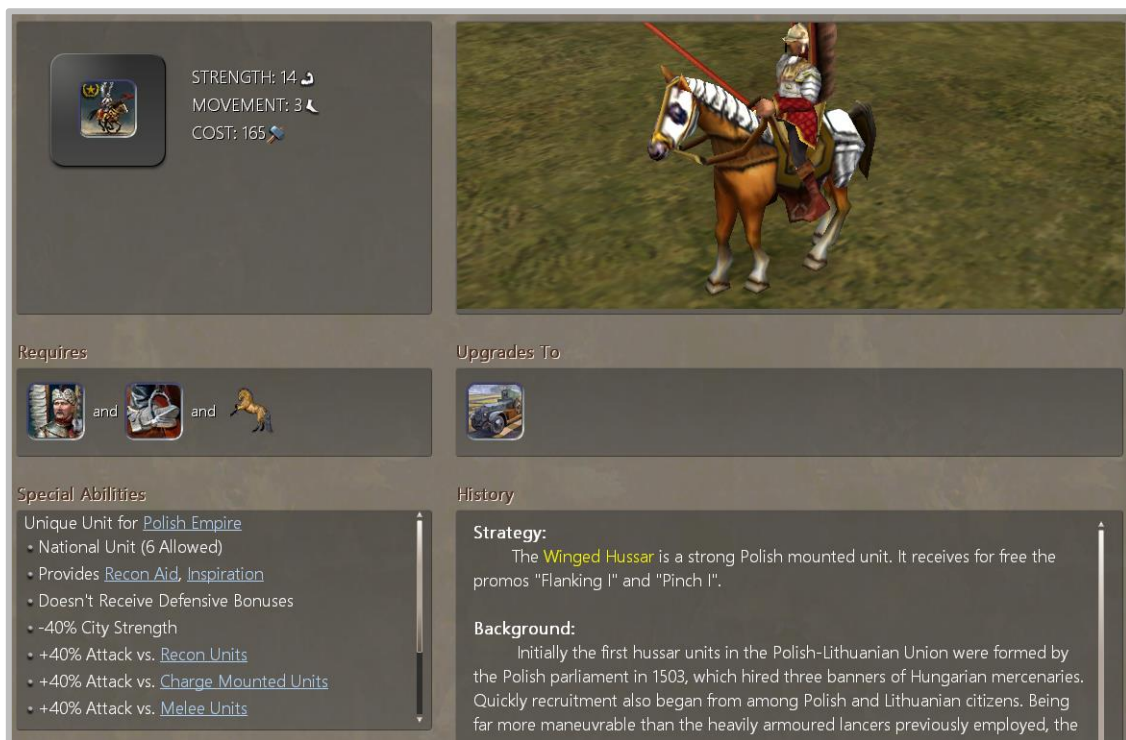 STRENGTH: 14
MOVEMENT: 3
COST: 165
Requires
Upgrades To
and and
Special Abilities
Unique Unit for Polish Empire
National Unit (6 Allowed)
Provides Recon Aid, Inspiration
Doesn't Receive Defensive Bonuses
-40% City Strength
+40% Attack vs. Recon Units
+40% Attack vs. Charge Mounted Units
+40% Attack vs. Melee Units
History
Strategy:
The Winged Hussar is a strong Polish mounted unit. It receives for free the
promos "Flanking I" and "Pinch I".
Background:
Initially the first hussar units in the Polish-Lithuanian Union were formed by
the Polish parliament in 1503, which hired three banners of Hungarian mercenaries.
Quickly recruitment also began from among Polish and Lithuanian citizens. Being
far more maneuvrable than the heavily armoured lancers previously employed, the